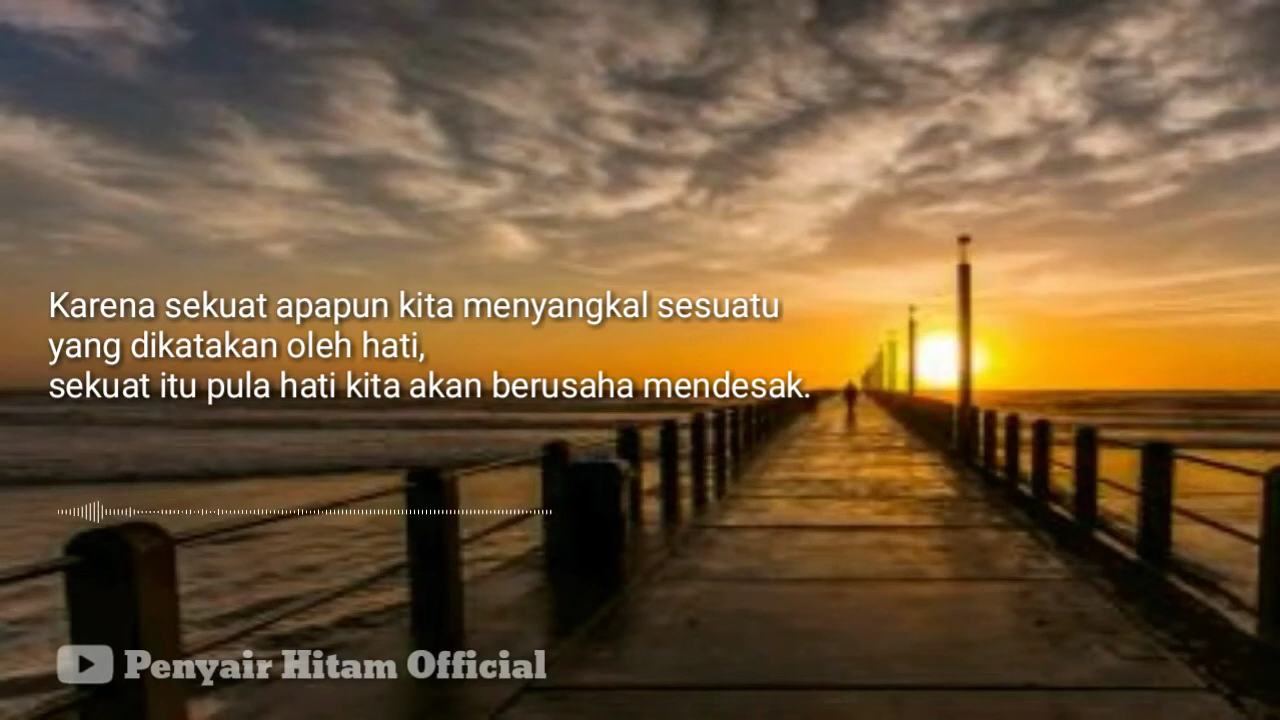 Karena sekuat apapun kita menyangkal sesuatu
yang dikatakan oleh hati,
sekuat itu pula hati kita akan berusaha mendesak.
Penyair Hitam Official